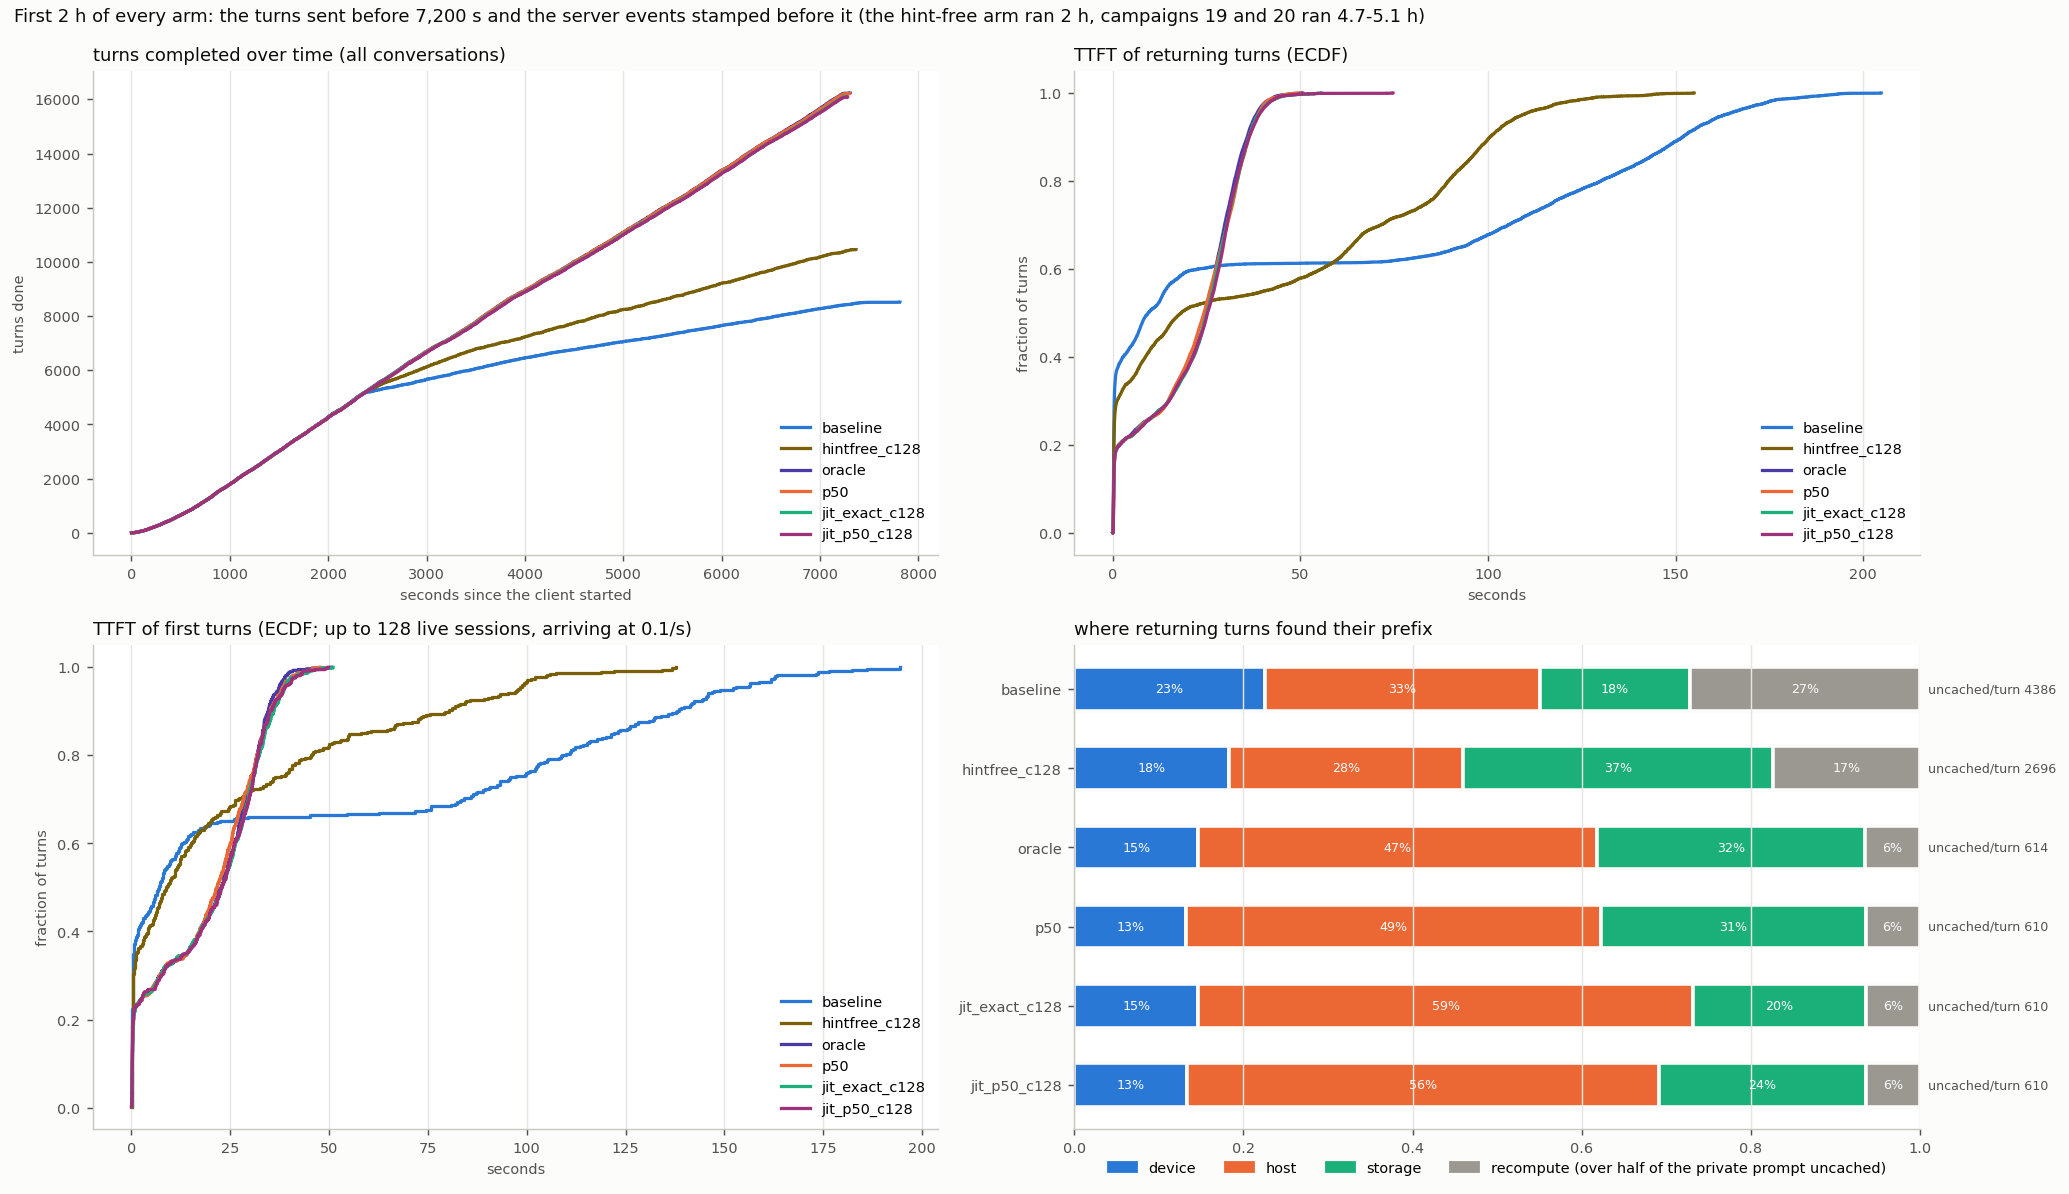 First 2 h of every arm: the turns sent before 7,200 s and the server events stamped before it (the hint-free arm ran 2 h, campaigns 19 and 20 ran 4.7-5.1 h)
turns completed over time (all conversations)
turns done
16000
14000
12000
10000
8000
6000
4000
2000
0
0 1000 2000 3000 4000 5000 6000 7000 8000
seconds since the client started
baseline
hintfree_c128
oracle
p50
jit_exact_c128
jit_p50_c128
TTFT of returning turns (ECDF)
fraction of turns
1.0
0.8
0.6
0.4
0.2
0.0
0 50 100 150 200
seconds
baseline
hintfree_c128
oracle
p50
jit_exact_c128
jit_p50_c128
TTFT of first turns (ECDF; up to 128 live sessions, arriving at 0.1/s)
fraction of turns
1.0
0.8
0.6
0.4
0.2
0.0
0 25 50 75 100 125 150 175 200
seconds
baseline
hintfree_c128
oracle
p50
jit_exact_c128
jit_p50_c128
where returning turns found their prefix
baseline 23% 33% 18% 27% uncached/turn 4386
hintfree_c128 18% 28% 37% 17% uncached/turn 2696
oracle 15% 47% 32% 6% uncached/turn 614
p50 13% 49% 31% 6% uncached/turn 610
jit_exact_c128 15% 59% 20% 6% uncached/turn 610
jit_p50_c128 13% 56% 24% 6% uncached/turn 610
0.0 0.2 0.4 0.6 0.8 1.0
device host storage recompute (over half of the private prompt uncached)